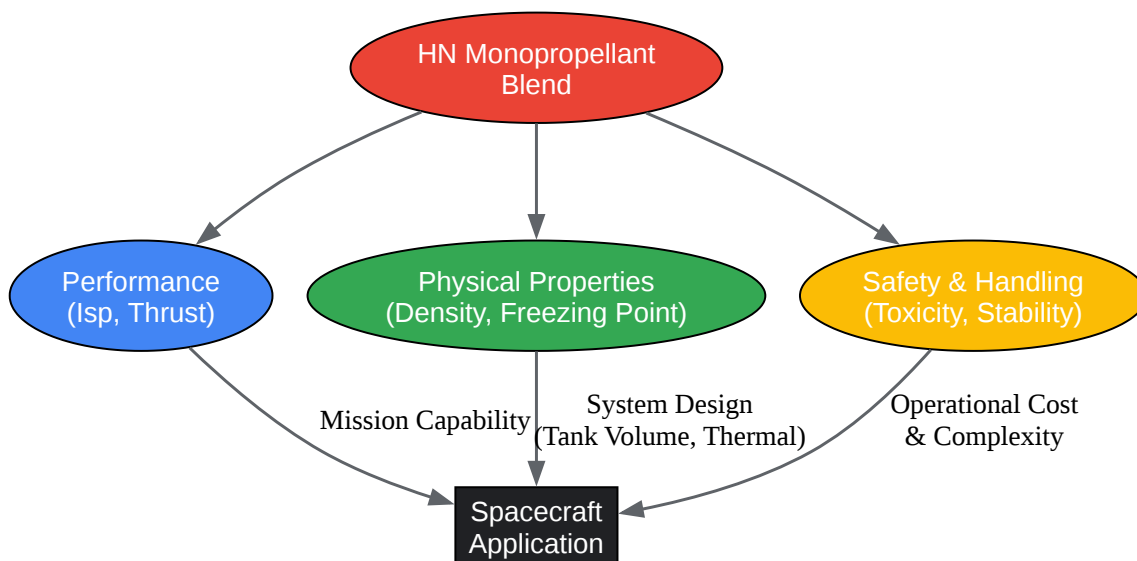 HN Monopropellant
Blend
Performance
(Isp, Thrust)
Physical Properties
(Density, Freezing Point)
Safety & Handling
(Toxicity, Stability)
Mission Capability
System Design
(Tank Volume, Thermal)
Operational Cost
& Complexity
Spacecraft
Application